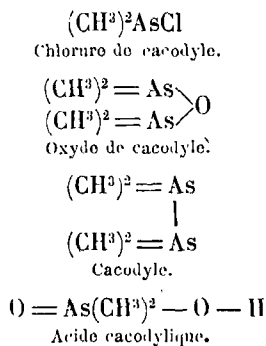 (CH³)²AsCl
Chlorure de cacodyle.
(CH³)² = As
O
(CH³)² = As
Oxyde de cacodyle.
(CH³)² = As
|
(CH³)² = As
Cacodyle.
O = As(CH³)² — O — H
Acide cacodylique.